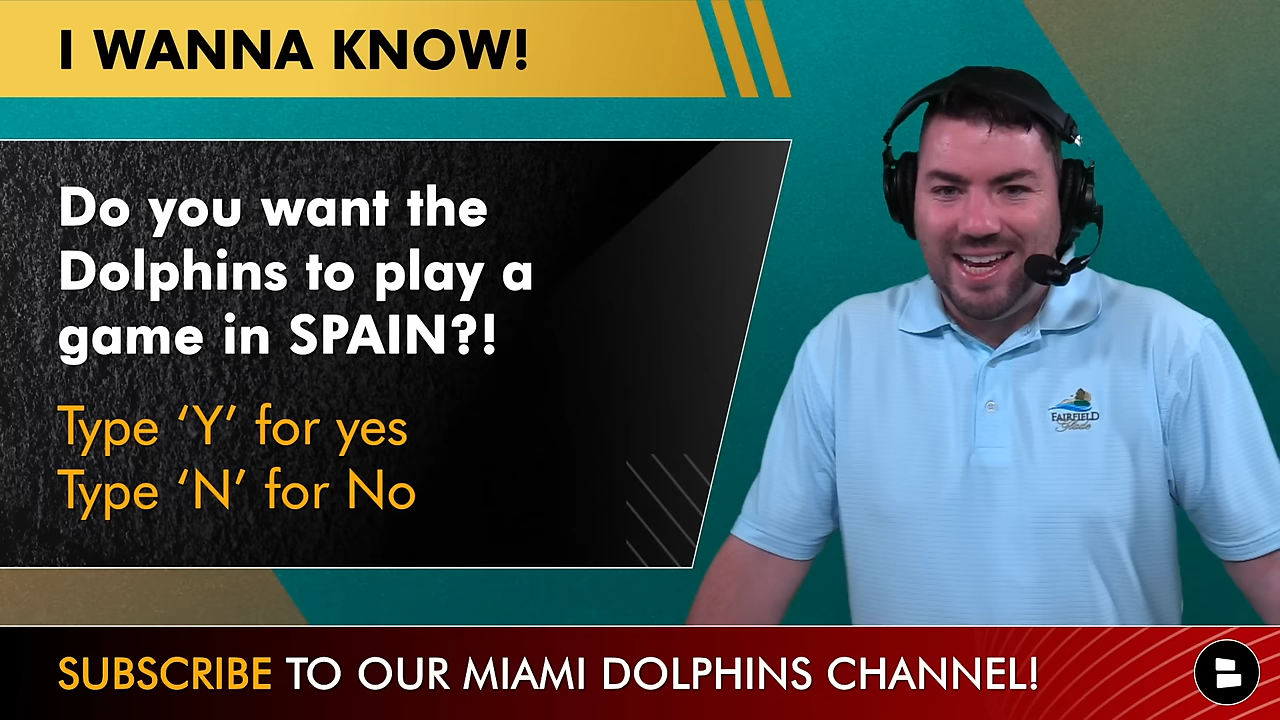 I WANNA KNOW!
Do you want the
Dolphins to play a
game in SPAIN?!
Type ‘Y’ for yes
Type ‘N’ for No
FAIRFIELD
Glade
SUBSCRIBE TO OUR MIAMI DOLPHINS CHANNEL!